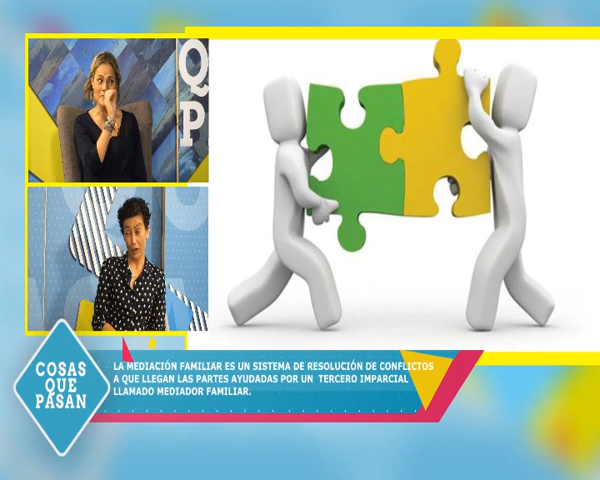 Q
P
COSAS
QUE
PASAN
LA MEDIACIÓN FAMILIAR ES UN SISTEMA DE RESOLUCIÓN DE CONFLICTOS
A QUE LLEGAN LAS PARTES AYUDADAS POR UN TERCERO IMPARCIAL
LLAMADO MEDIADOR FAMILIAR.